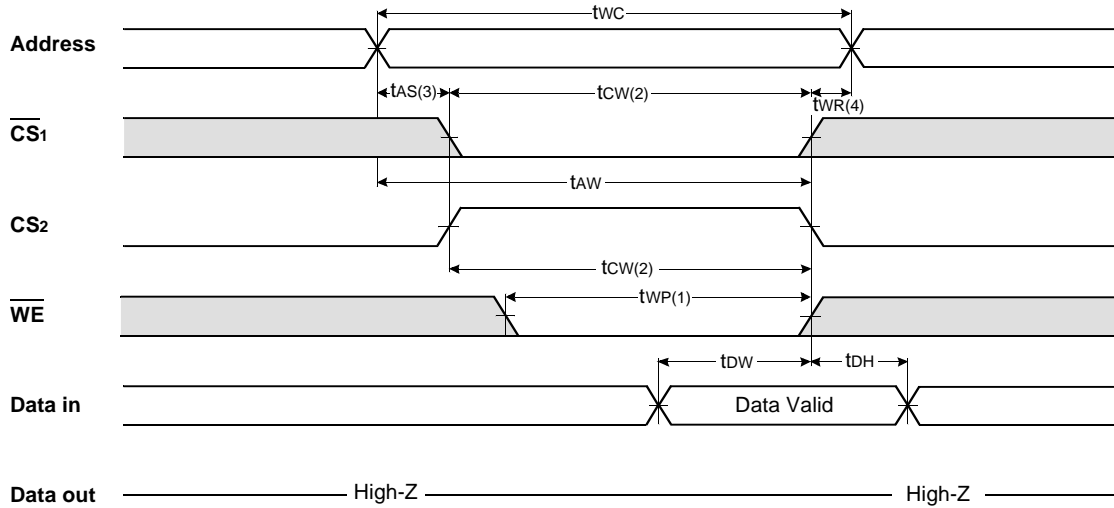 tWC
Address
tAS(3) tCW(2) tWR(4)
CS1
tAW
CS2
tCW(2)
tWP(1)
WE
tDW tDH
Data in Data Valid
Data out High-Z High-Z